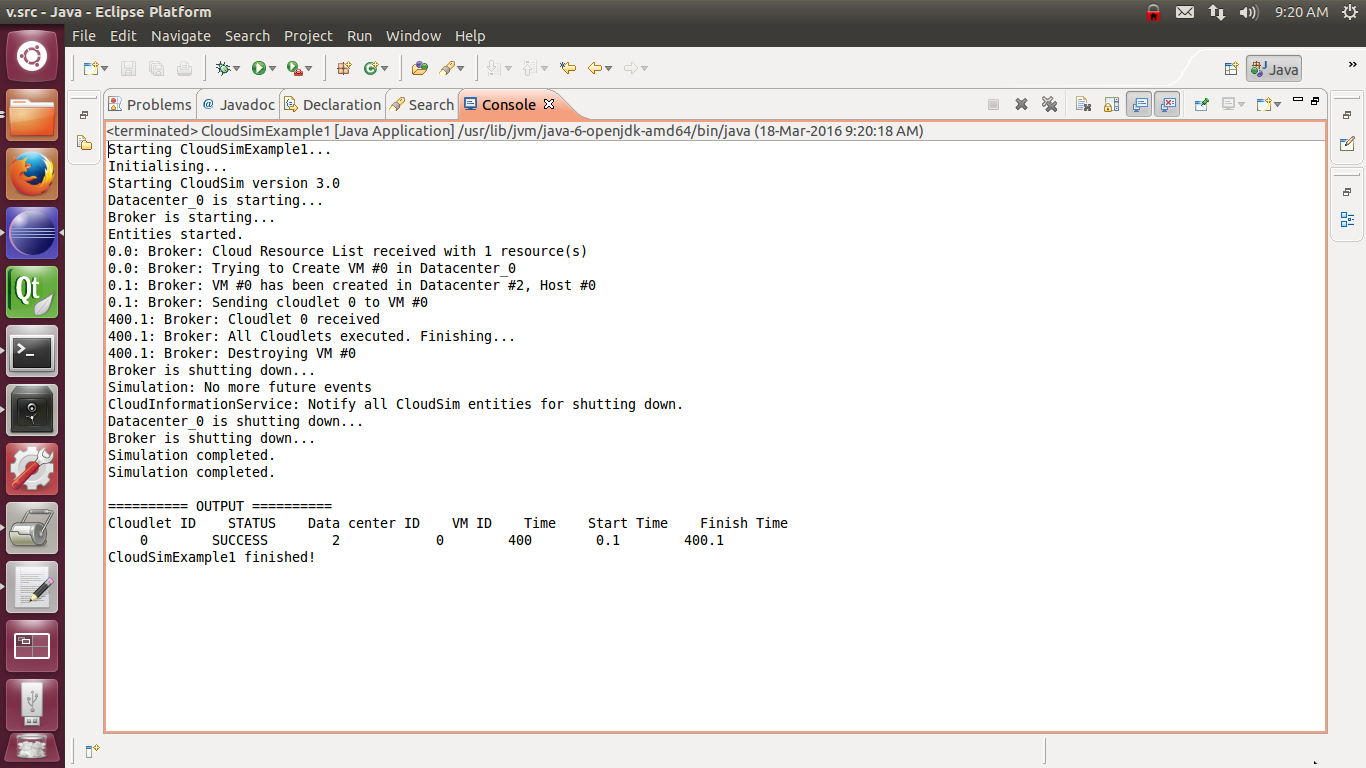 v.src - Java - Eclipse Platform
9:20 AM
File Edit Navigate Search Project Run Window Help
Java
»
Problems @ Javadoc Declaration Search Console
<terminated> CloudSimExample1 [Java Application] /usr/lib/jvm/java-6-openjdk-amd64/bin/java (18-Mar-2016 9:20:18 AM)
Starting CloudSimExample1...
Initialising...
Starting CloudSim version 3.0
Datacenter_0 is starting...
Broker is starting...
Entities started.
0.0: Broker: Cloud Resource List received with 1 resource(s)
0.0: Broker: Trying to Create VM #0 in Datacenter_0
0.1: Broker: VM #0 has been created in Datacenter #2, Host #0
0.1: Broker: Sending cloudlet 0 to VM #0
400.1: Broker: Cloudlet 0 received
400.1: Broker: All Cloudlets executed. Finishing...
400.1: Broker: Destroying VM #0
Broker is shutting down...
Simulation: No more future events
CloudInformationService: Notify all CloudSim entities for shutting down.
Datacenter_0 is shutting down...
Broker is shutting down...
Simulation completed.
Simulation completed.
========== OUTPUT ==========
Cloudlet ID    STATUS    Data center ID    VM ID    Time    Start Time    Finish Time
    0        SUCCESS        2            0        400        0.1        400.1
CloudSimExample1 finished!
Qt